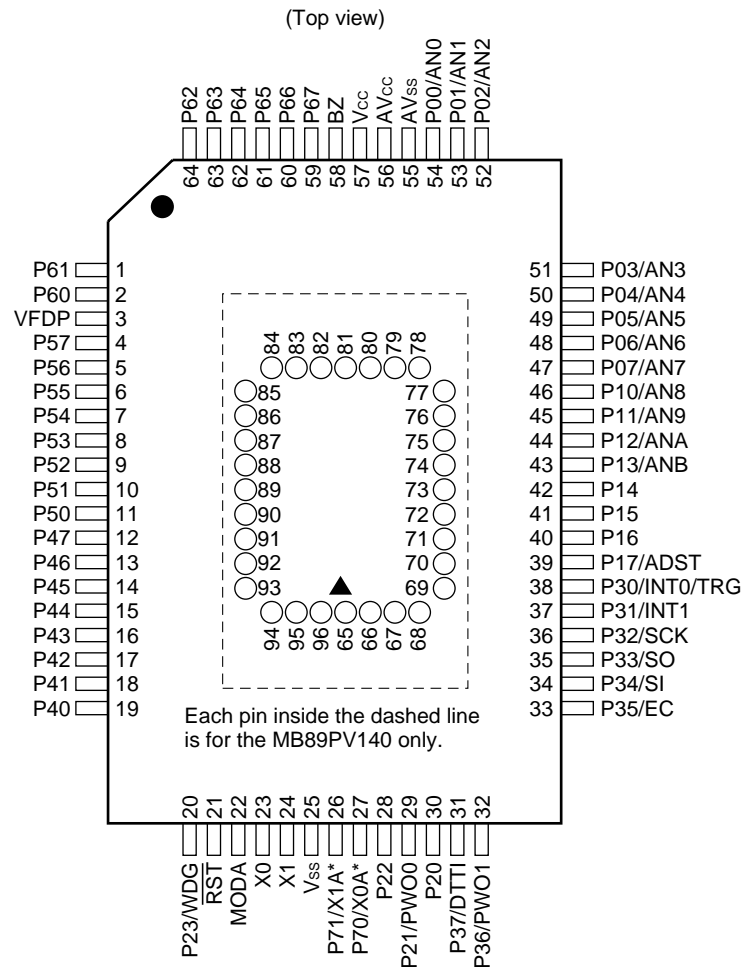 (Top view)
P62 P63 P64 P65 P66 P67 BZ Vcc AVcc AVss P00/AN0 P01/AN1 P02/AN2
64 63 62 61 60 59 58 57 56 55 54 53 52
P61 1
P60 2
VFDP 3
P57 4
P56 5
P55 6
P54 7
P53 8
P52 9
P51 10
P50 11
P47 12
P46 13
P45 14
P44 15
P43 16
P42 17
P41 18
P40 19
84 83 82 81 80 79 78
85 77
86 76
87 75
88 74
89 73
90 72
91 71
92 70
93 69
94 95 96 65 66 67 68
51 P03/AN3
50 P04/AN4
49 P05/AN5
48 P06/AN6
47 P07/AN7
46 P10/AN8
45 P11/AN9
44 P12/ANA
43 P13/ANB
42 P14
41 P15
40 P16
39 P17/ADST
38 P30/INT0/TRG
37 P31/INT1
36 P32/SCK
35 P33/SO
34 P34/SI
33 P35/EC
Each pin inside the dashed line
is for the MB89PV140 only.
20 21 22 23 24 25 26 27 28 29 30 31 32
P23/WDG RST MODA X0 X1 Vss P71/X1A* P70/X0A* P22 P21/PWO0 P20 P37/DTTI P36/PWO1